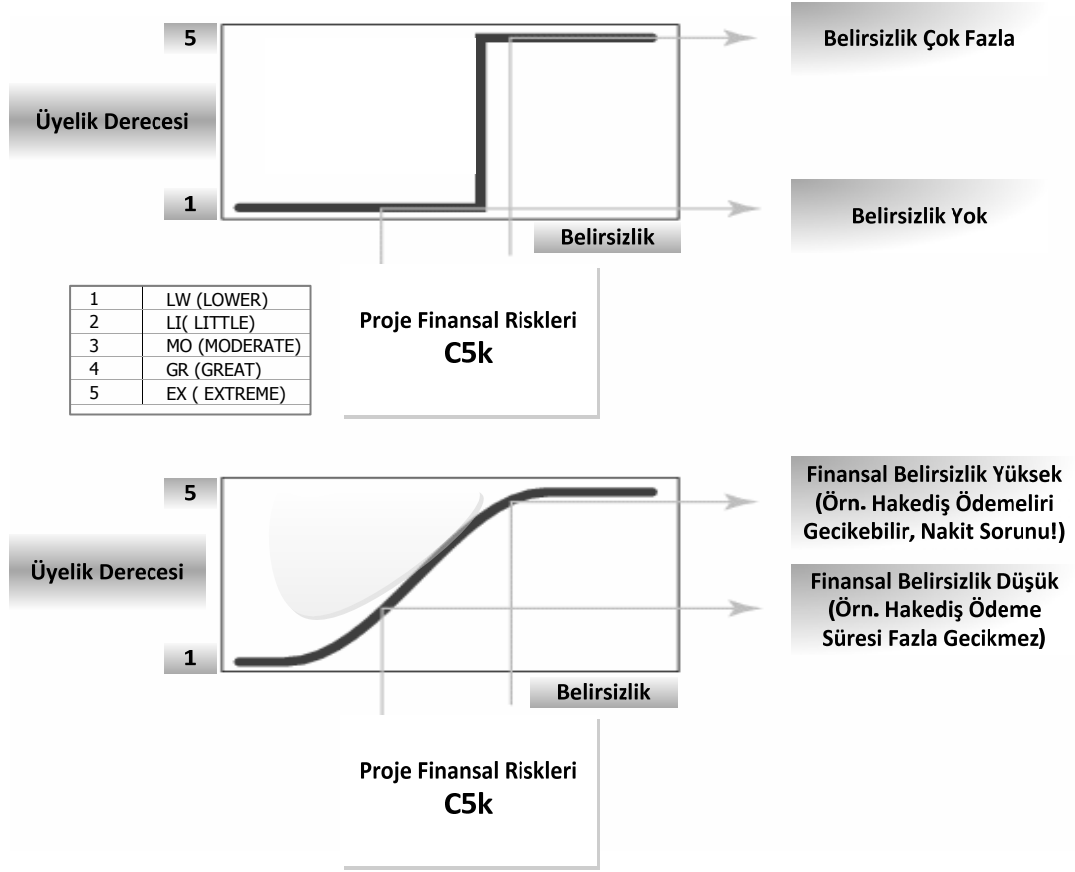 5
Belirsizlik Çok Fazla
Üyelik Derecesi
1
Belirsizlik Yok
Belirsizlik
1 LW (LOWER)
2 LI( LITTLE)
3 MO (MODERATE)
4 GR (GREAT)
5 EX ( EXTREME)
Proje Finansal Riskleri
C5k
5
Finansal Belirsizlik Yüksek
(Örn. Hakediş Ödemeliri
Gecikebilir, Nakit Sorunu!)
Üyelik Derecesi
Finansal Belirsizlik Düşük
(Örn. Hakediş Ödeme
Süresi Fazla Gecikmez)
1
Belirsizlik
Proje Finansal Riskleri
C5k